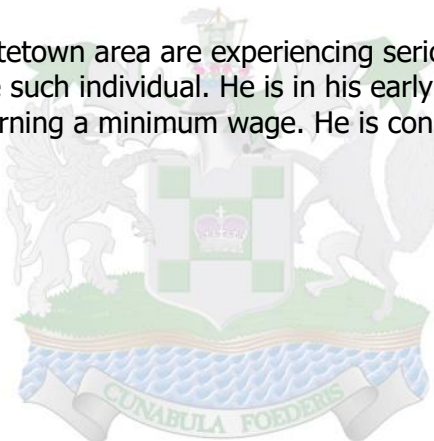 tetown area are experiencing serio
such individual. He is in his early
rning a minimum wage. He is con
CUNABULA FOEDERIS